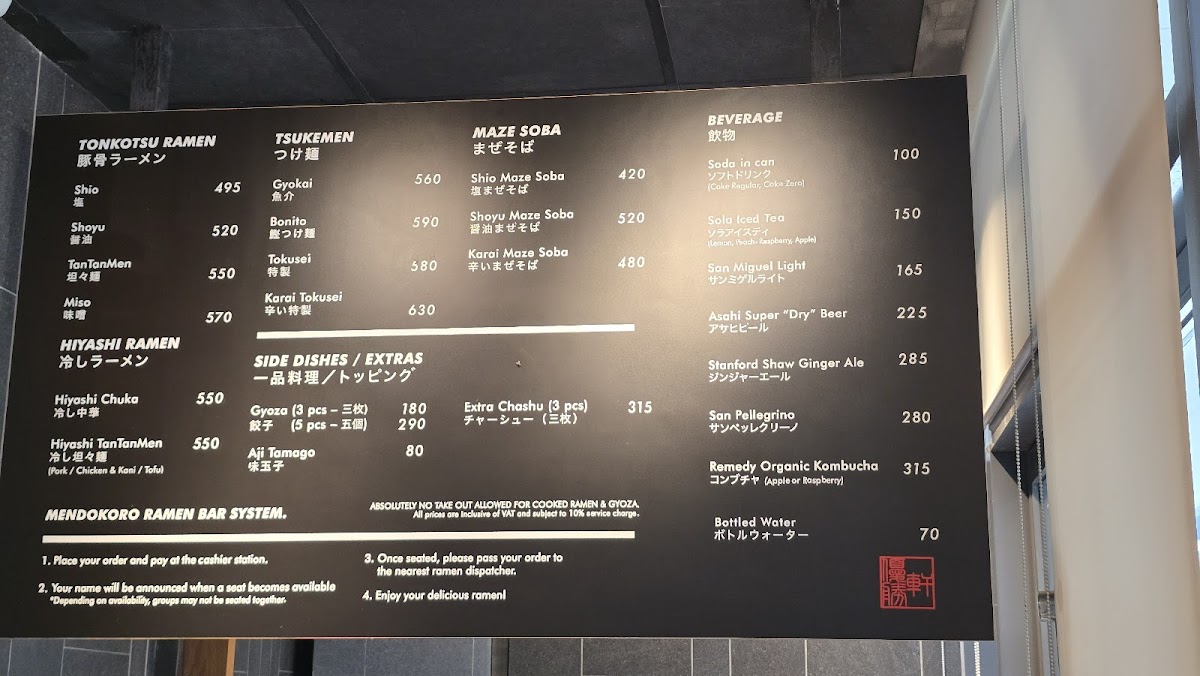 TONKOTSU RAMEN
豚骨ラーメン
Shio 495
塩
Shoyu 520
醤油
TanTanMen 550
坦々麺
Miso 570
味噌
HIYASHI RAMEN
冷しラーメン
Hiyashi Chuka 550
冷し中華
Hiyashi TanTanMen 550
冷し坦々麺
(Pork / Chicken & Kani / Tofu)
TSUKEMEN
つけ麺
Gyokai 560
魚介
Bonito 590
鰹つけ麺
Tokusei 580
特製
Karai Tokusei 630
辛い特製
MAZE SOBA
まぜそば
Shio Maze Soba 420
塩まぜそば
Shoyu Maze Soba 520
醤油まぜそば
Karai Maze Soba 480
辛いまぜそば
SIDE DISHES / EXTRAS
一品料理／トッピング
Gyoza (3 pcs – 三枚) 180
餃子 (5 pcs – 五個) 290
Aji Tamago 80
味玉子
Extra Chashu (3 pcs) 315
チャーシュー（三枚）
BEVERAGE
飲物
Soda in can 100
ソフトドリンク
(Coke Regular, Coke Zero)
Sola Iced Tea 150
ソラアイスティ
(Lemon, Peach-Raspberry, Apple)
San Miguel Light 165
サンミゲルライト
Asahi Super "Dry" Beer 225
アサヒビール
Stanford Shaw Ginger Ale 285
ジンジャーエール
San Pellegrino 280
サンペッレクリーノ
Remedy Organic Kombucha 315
コンブチャ (Apple or Raspberry)
Bottled Water 70
ボトルウォーター
MENDOKORO RAMEN BAR SYSTEM.
ABSOLUTELY NO TAKE OUT ALLOWED FOR COOKED RAMEN & GYOZA.
All prices are inclusive of VAT and subject to 10% service charge.
1. Place your order and pay at the cashier station.
2. Your name will be announced when a seat becomes available
*Depending on availability, groups may not be seated together.
3. Once seated, please pass your order to
the nearest ramen dispatcher.
4. Enjoy your delicious ramen!